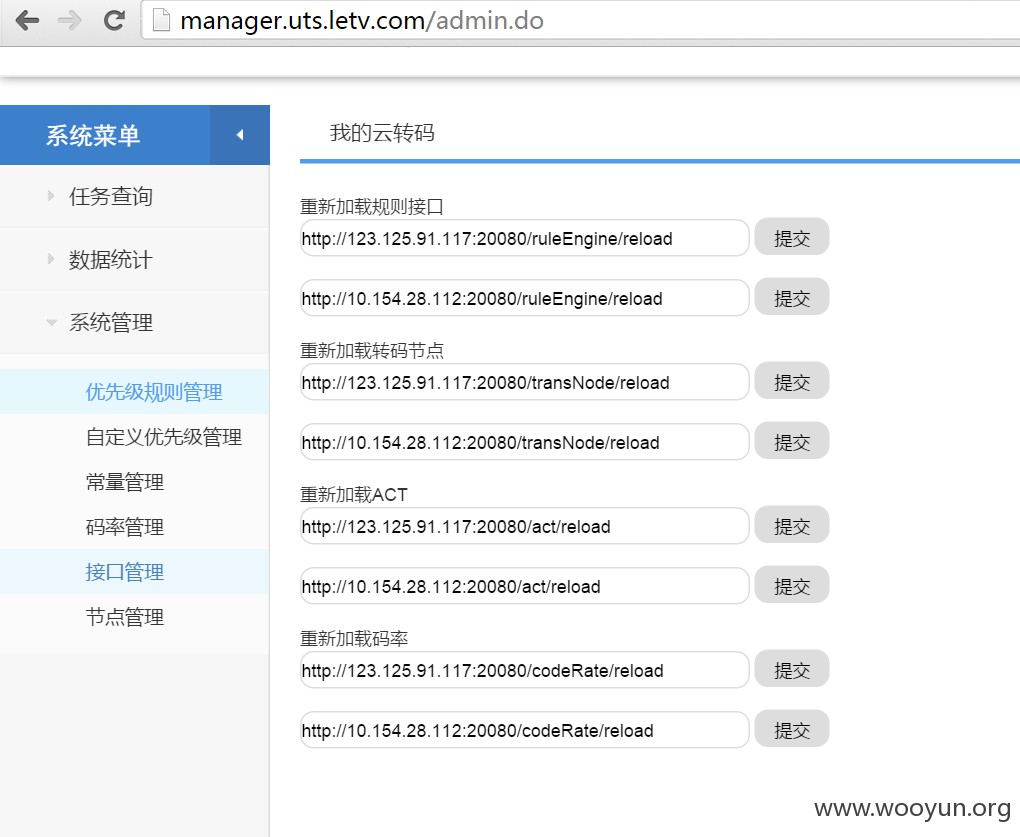 manager.uts.letv.com/admin.do
系统菜单
任务查询
数据统计
系统管理
优先级规则管理
自定义优先级管理
常量管理
码率管理
接口管理
节点管理
我的云转码
重新加载规则接口
http://123.125.91.117:20080/ruleEngine/reload 提交
http://10.154.28.112:20080/ruleEngine/reload 提交
重新加载转码节点
http://123.125.91.117:20080/transNode/reload 提交
http://10.154.28.112:20080/transNode/reload 提交
重新加载ACT
http://123.125.91.117:20080/act/reload 提交
http://10.154.28.112:20080/act/reload 提交
重新加载码率
http://123.125.91.117:20080/codeRate/reload 提交
http://10.154.28.112:20080/codeRate/reload 提交
www.wooyun.org